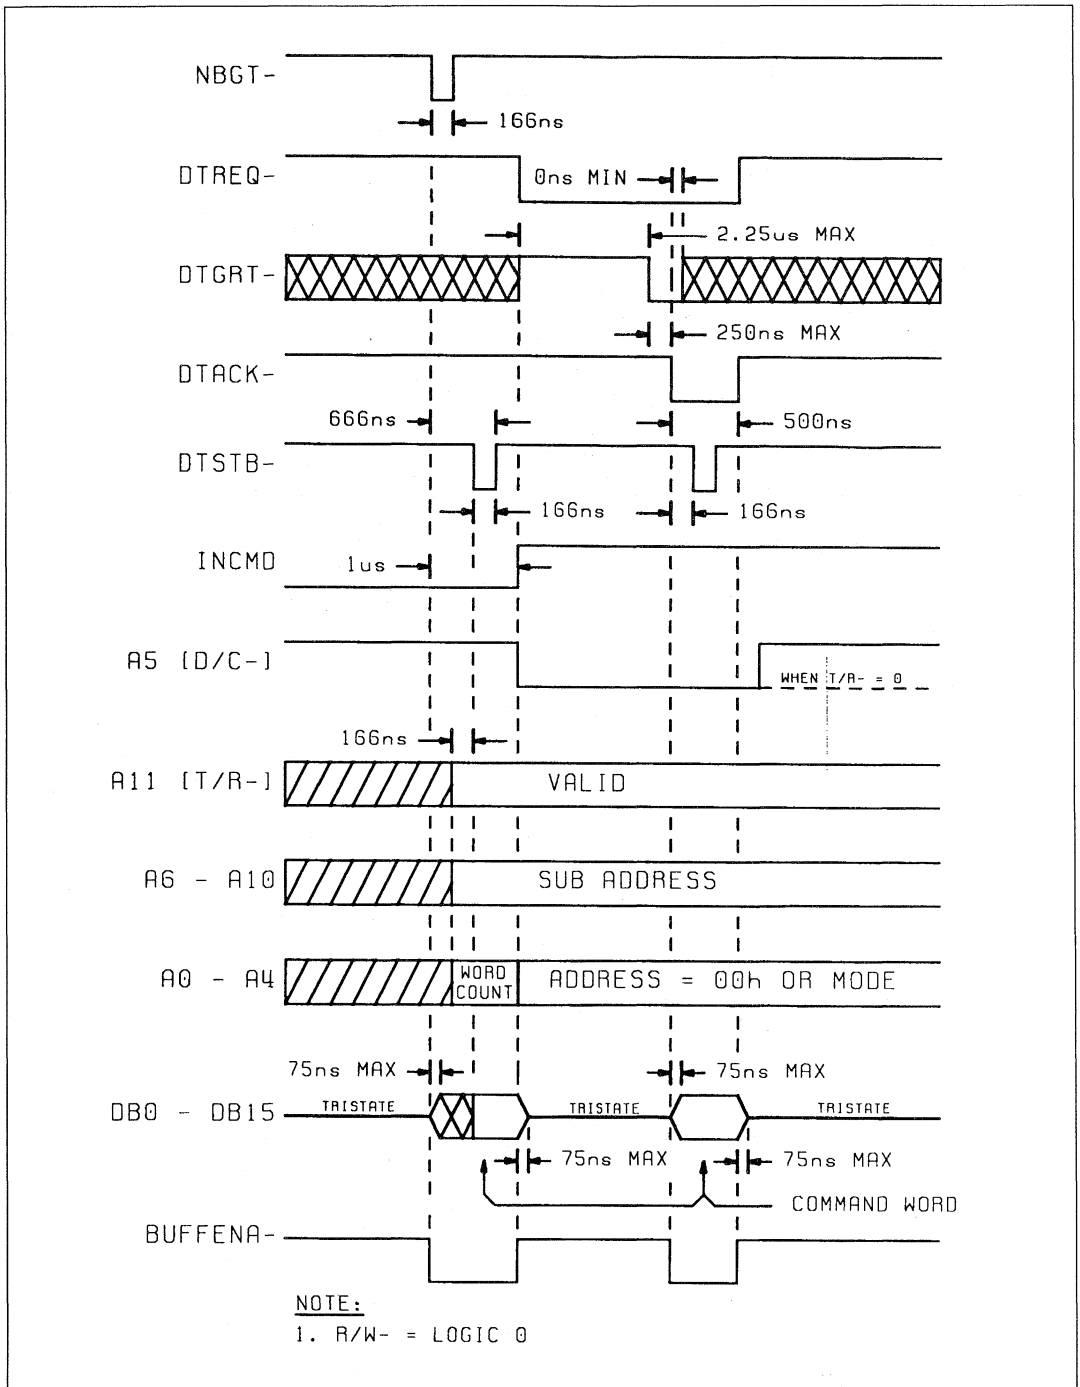 NBGT-
166ns
DTREQ-
0ns MIN
2.25us MAX
DTGRT-
250ns MAX
DTACK-
666ns
500ns
DTSTB-
166ns
166ns
INCMD
1us
A5 [D/C-]
WHEN T/R- = 0
166ns
A11 [T/R-]
VALID
A6 - A10
SUB ADDRESS
A0 - A4
WORD COUNT
ADDRESS = 00h OR MODE
75ns MAX
75ns MAX
DB0 - DB15
TRISTATE
TRISTATE
TRISTATE
75ns MAX
75ns MAX
COMMAND WORD
BUFFENA-
NOTE:
1. R/W- = LOGIC 0